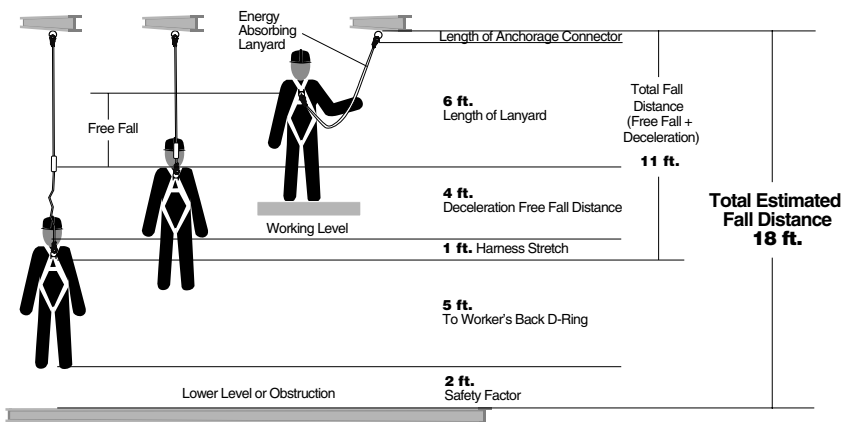 Energy
Absorbing
Lanyard
Length of Anchorage Connector
6 ft.
Length of Lanyard
Total Fall
Distance
(Free Fall +
Deceleration)
11 ft.
Free Fall
4 ft.
Deceleration Free Fall Distance
Total Estimated
Fall Distance
18 ft.
Working Level
1 ft. Harness Stretch
5 ft.
To Worker's Back D-Ring
2 ft.
Safety Factor
Lower Level or Obstruction